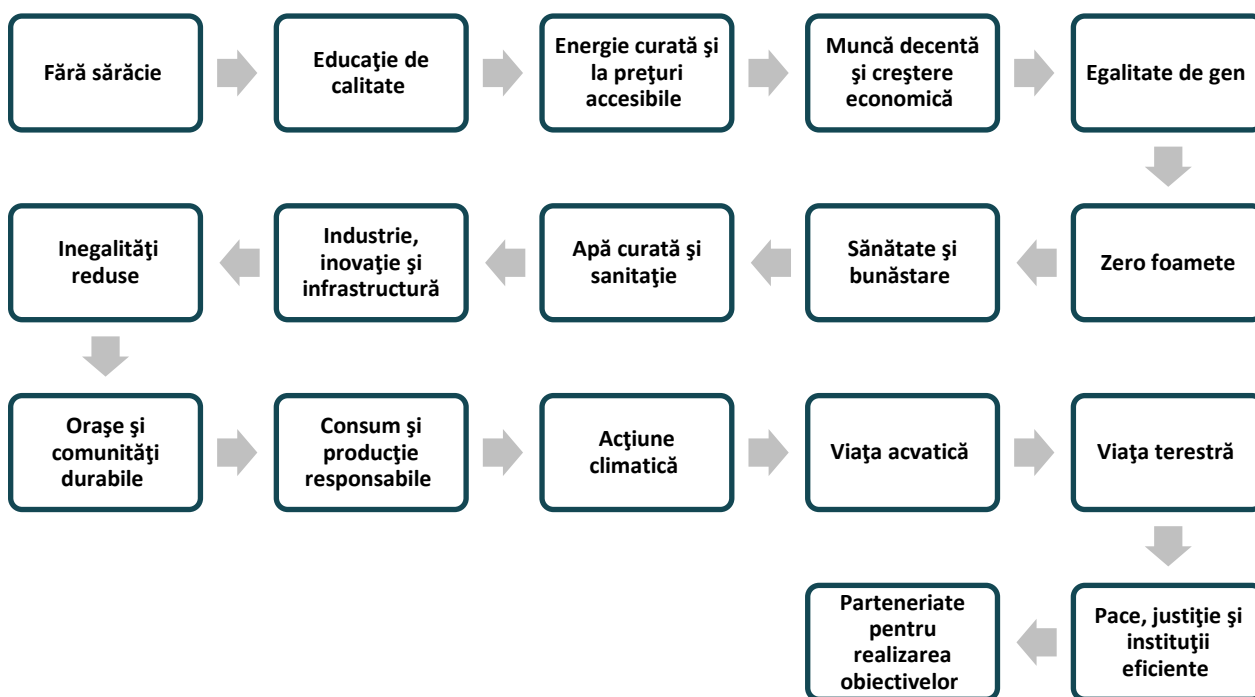 Fără sărăcie
Educaţie de
calitate
Energie curată şi
la preţuri
accesibile
Muncă decentă
şi creştere
economică
Egalitate de gen
Zero foamete
Sănătate şi
bunăstare
Apă curată şi
sanitaţie
Industrie,
inovaţie şi
infrastructură
Inegalităţi
reduse
Oraşe şi
comunităţi
durabile
Consum şi
producţie
responsabile
Acţiune
climatică
Viaţa acvatică
Viaţa terestră
Pace, justiţie şi
instituţii
eficiente
Parteneriate
pentru
realizarea
obiectivelor